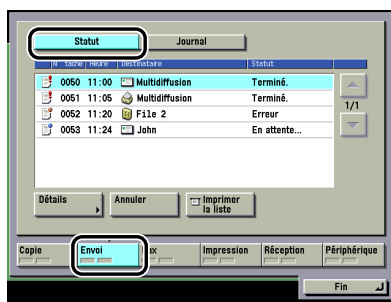 Statut Journal
N tâche Heure Destinataire Statut
0050 11:00 Multidiffusion Terminé.
0051 11:05 Multidiffusion Terminé.
0052 11:20 File 2 Erreur
0053 11:24 John En attente...
1/1
Détails Annuler Imprimer la liste
Copie Envoi Impression Réception Périphérique
Fin